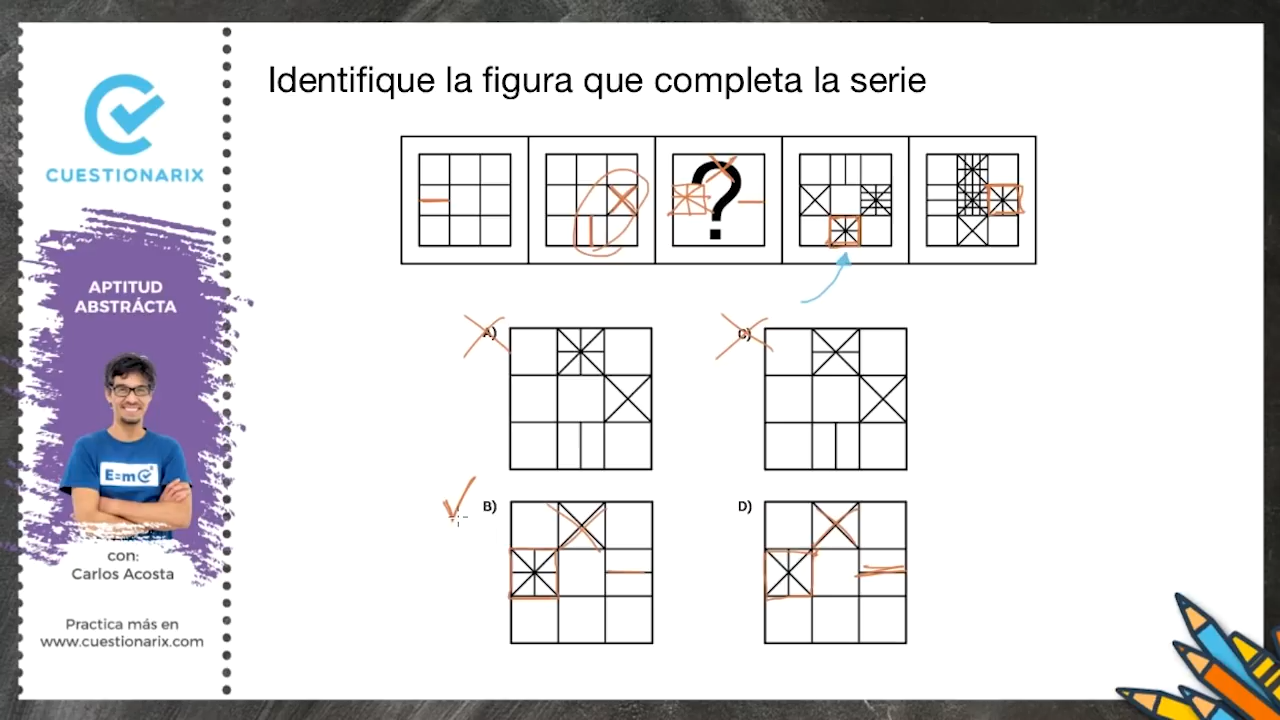 Identifique la figura que completa la serie
CUESTIONARIX
?
APTITUD
ABSTRÁCTA
A)
C)
E=m
B)
D)
con:
Carlos Acosta
Practica más en
www.cuestionarix.com